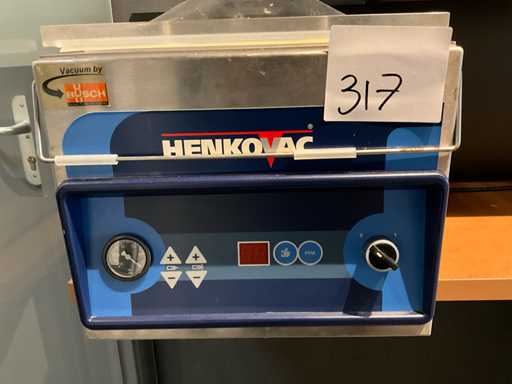 Vacuum by
BUSCH
317
HENKOVAC®
+ +
- -